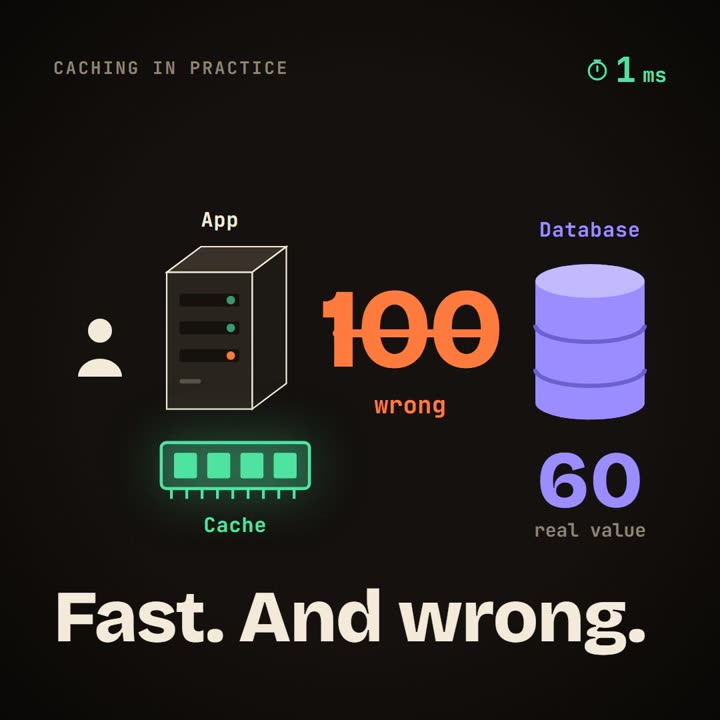 CACHING IN PRACTICE
1 ms
App
Database
100
wrong
60
real value
Cache
Fast. And wrong.